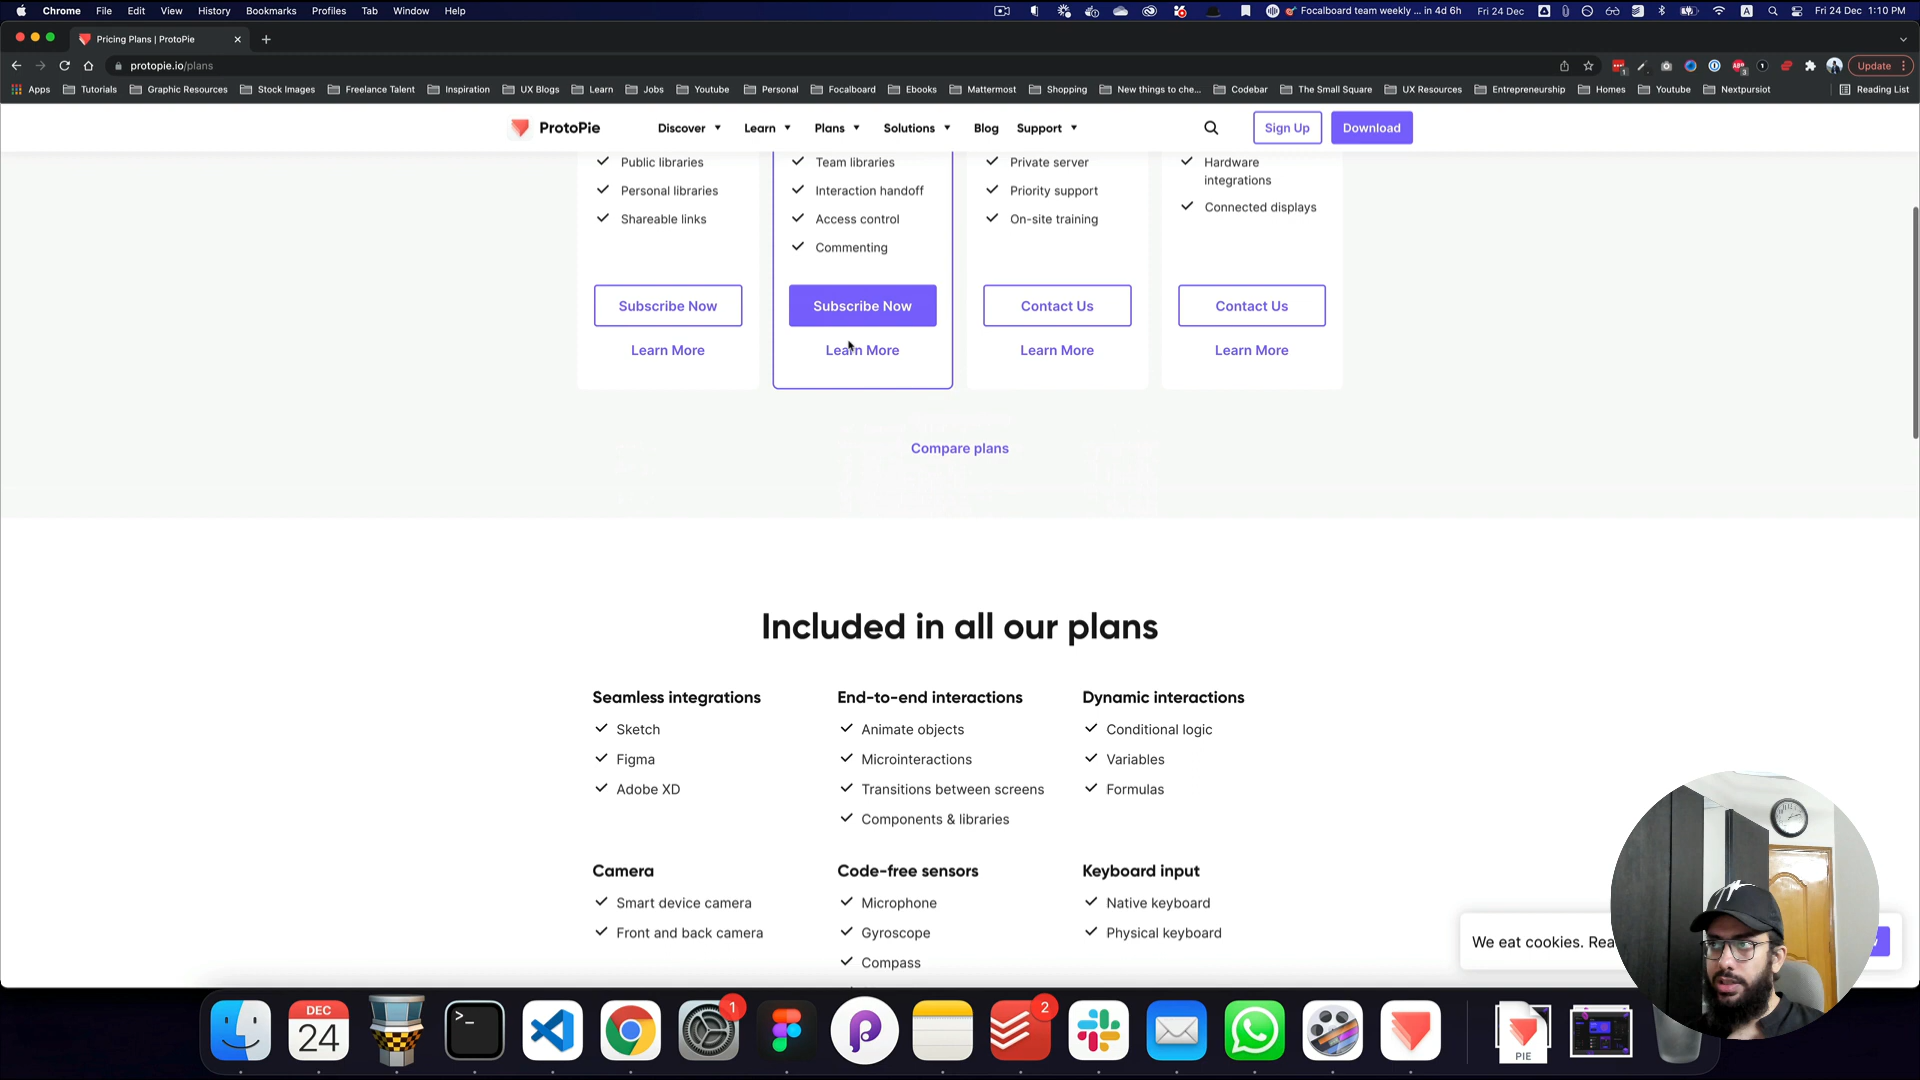 Chrome File Edit View History Bookmarks Profiles Tab Window Help
Focalboard team weekly ... in 4d 6h Fri 24 Dec A Fri 24 Dec 1:10 PM
Pricing Plans | ProtoPie
protopie.io/plans
Update
Apps Tutorials Graphic Resources Stock Images Freelance Talent Inspiration UX Blogs Learn Jobs Youtube Personal Focalboard Ebooks Mattermost Shopping New things to che... Codebar The Small Square UX Resources Entrepreneurship Homes Youtube Nextpursiot Reading List
ProtoPie Discover Learn Plans Solutions Blog Support Sign Up Download
Public libraries
Personal libraries
Shareable links
Subscribe Now
Learn More
Team libraries
Interaction handoff
Access control
Commenting
Subscribe Now
Learn More
Private server
Priority support
On-site training
Contact Us
Learn More
Hardware
integrations
Connected displays
Contact Us
Learn More
Compare plans
Included in all our plans
Seamless integrations
Sketch
Figma
Adobe XD
End-to-end interactions
Animate objects
Microinteractions
Transitions between screens
Components & libraries
Dynamic interactions
Conditional logic
Variables
Formulas
Camera
Smart device camera
Front and back camera
Code-free sensors
Microphone
Gyroscope
Compass
Keyboard input
Native keyboard
Physical keyboard
We eat cookies.
DEC
24
1
2
PIE